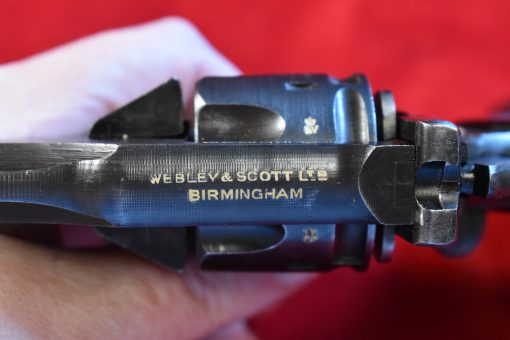 WEBLEY & SCOTT LTD
BIRMINGHAM